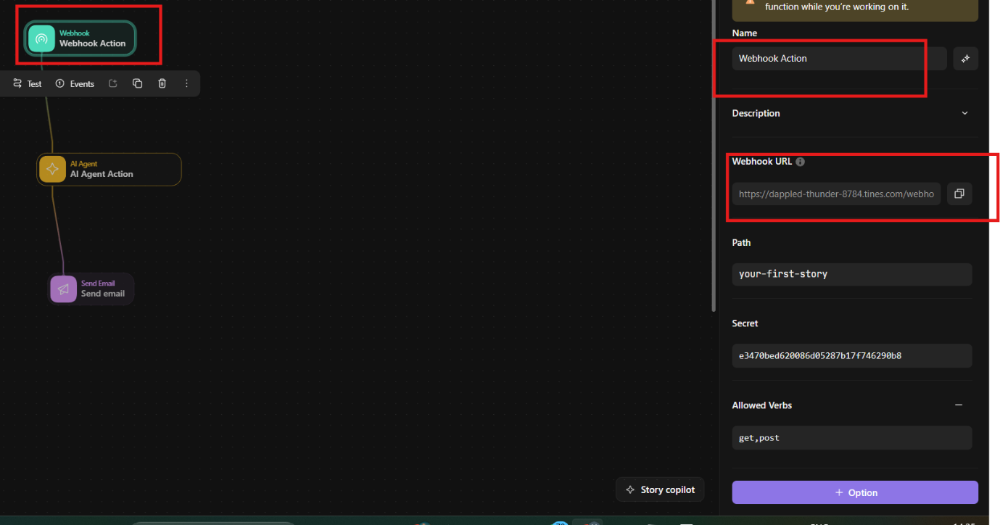 Webhook
Webhook Action
Test
Events
AI Agent
AI Agent Action
Send Email
Send email
Story copilot
function while you're working on it.
Name
Webhook Action
Description
Webhook URL
https://dappled-thunder-8784.tines.com/webho
Path
your-first-story
Secret
e3470bed620086d05287b17f746290b8
Allowed Verbs
get,post
+ Option